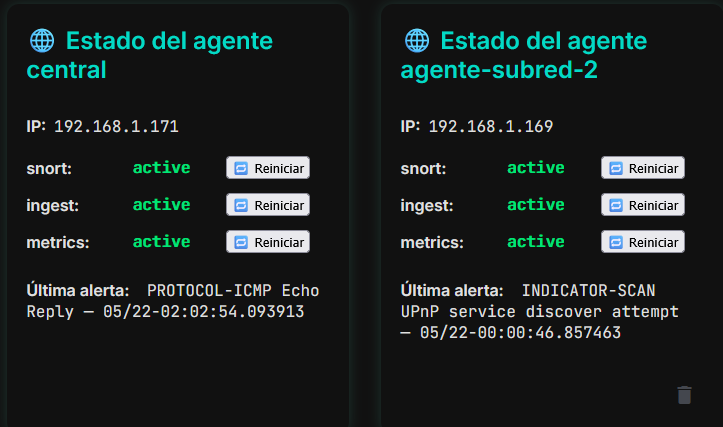 Estado del agente
central
IP: 192.168.1.171
snort: active Reiniciar
ingest: active Reiniciar
metrics: active Reiniciar
Última alerta: PROTOCOL-ICMP Echo
Reply — 05/22-02:02:54.093913
Estado del agente
agente-subred-2
IP: 192.168.1.169
snort: active Reiniciar
ingest: active Reiniciar
metrics: active Reiniciar
Última alerta: INDICATOR-SCAN
UPnP service discover attempt
— 05/22-00:00:46.857463